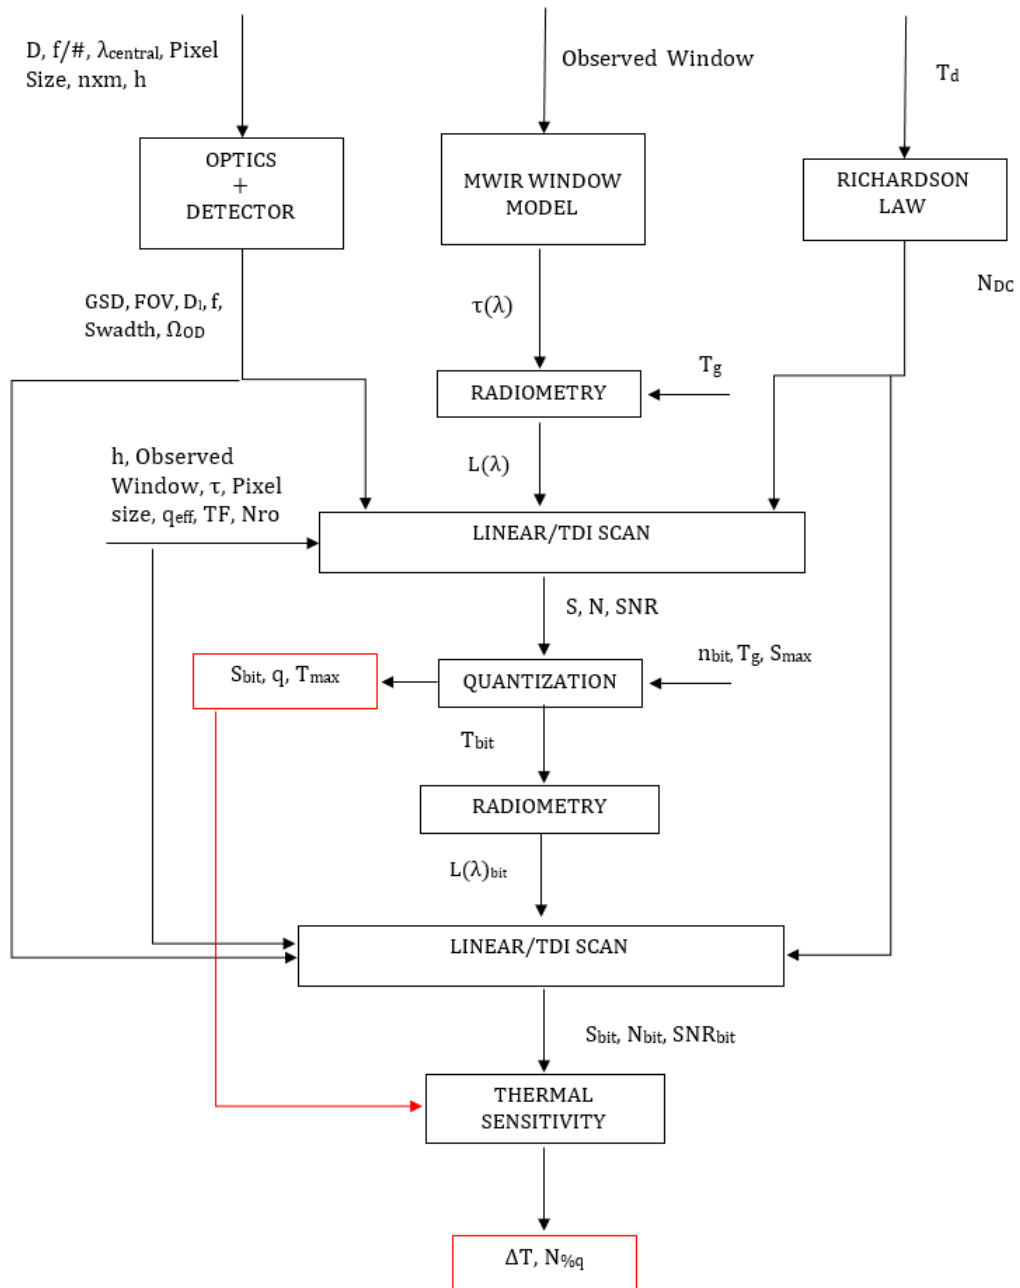 D, f/#, λcentral, Pixel
Size, nxm, h
Observed Window
Td
OPTICS
+
DETECTOR
MWIR WINDOW
MODEL
RICHARDSON
LAW
GSD, FOV, Dl, f,
Swadth, ΩOD
τ(λ)
NDC
RADIOMETRY
Tg
L(λ)
h, Observed
Window, τ, Pixel
size, qeff, TF, Nro
LINEAR/TDI SCAN
S, N, SNR
Sbit, q, Tmax
QUANTIZATION
nbit, Tg, Smax
Tbit
RADIOMETRY
L(λ)bit
LINEAR/TDI SCAN
Sbit, Nbit, SNRbit
THERMAL
SENSITIVITY
ΔT, N%q